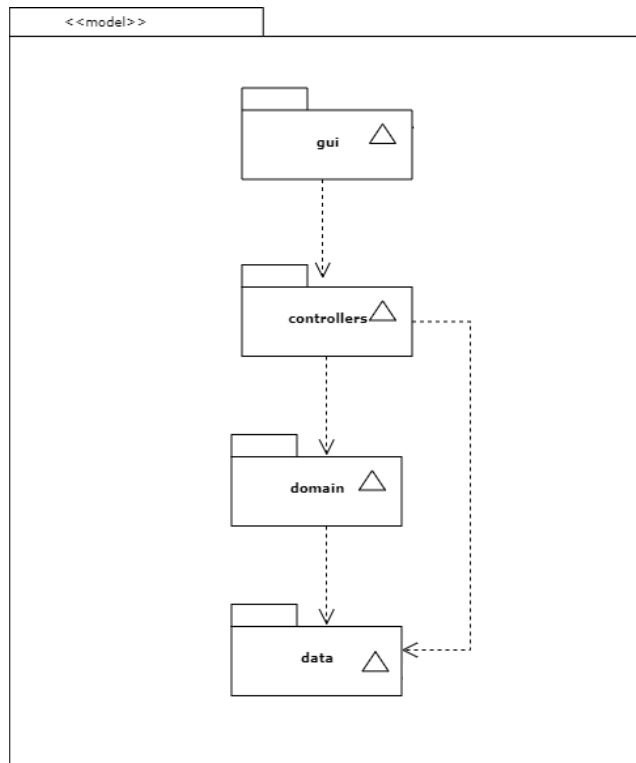 <<model>>
gui
controllers
domain
data